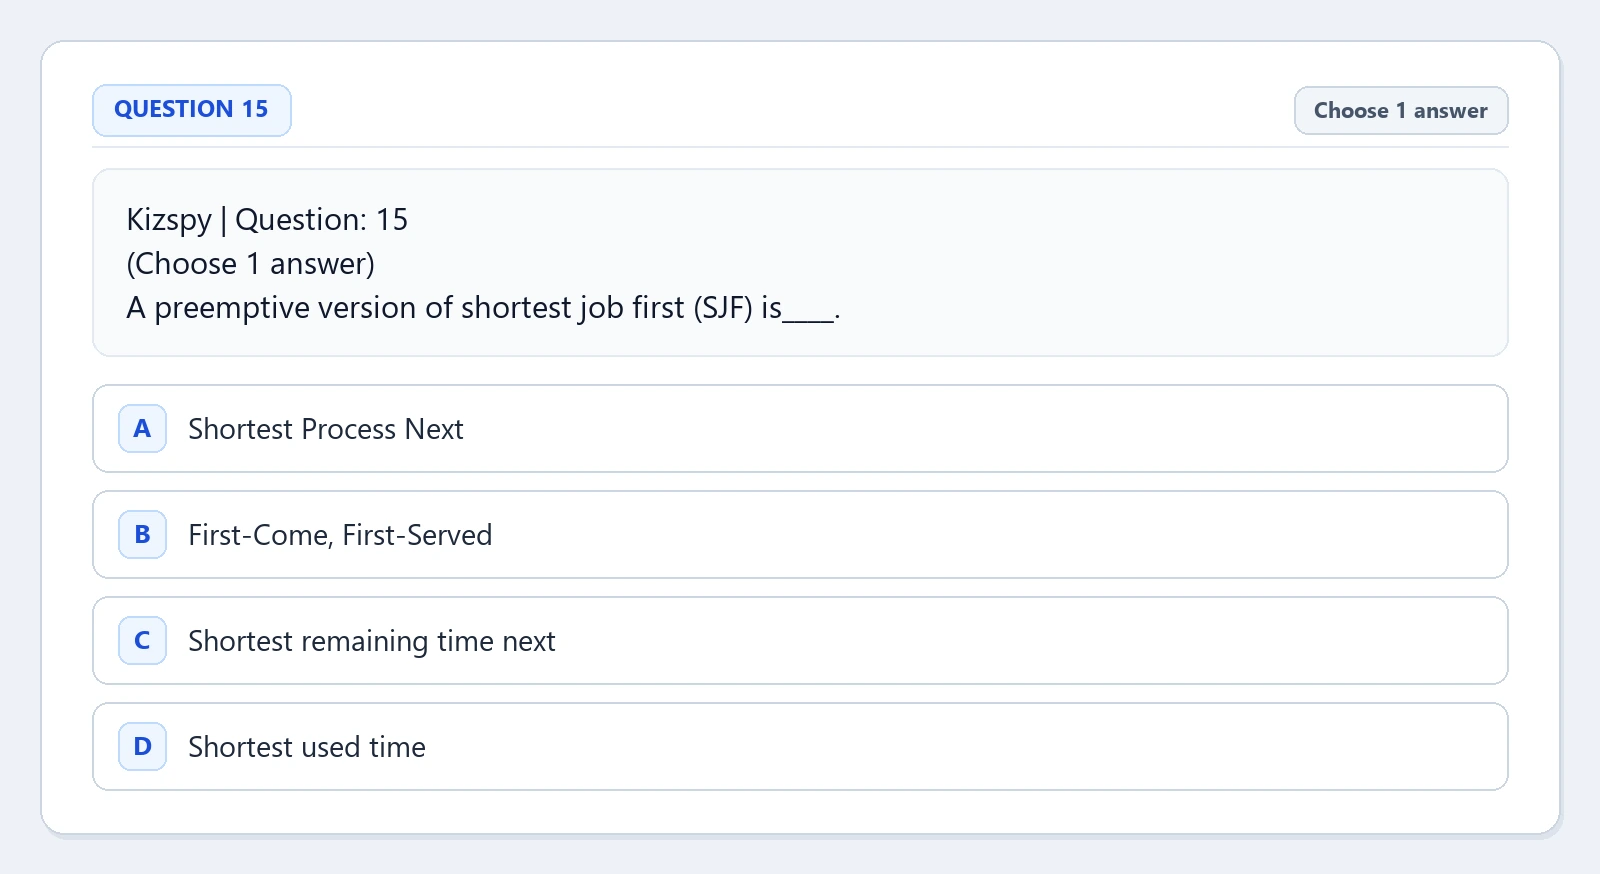 QUESTION 15
Choose 1 answer
Kizspy | Question: 15
(Choose 1 answer)
A preemptive version of shortest job first (SJF) is____.
A Shortest Process Next
B First-Come, First-Served
C Shortest remaining time next
D Shortest used time